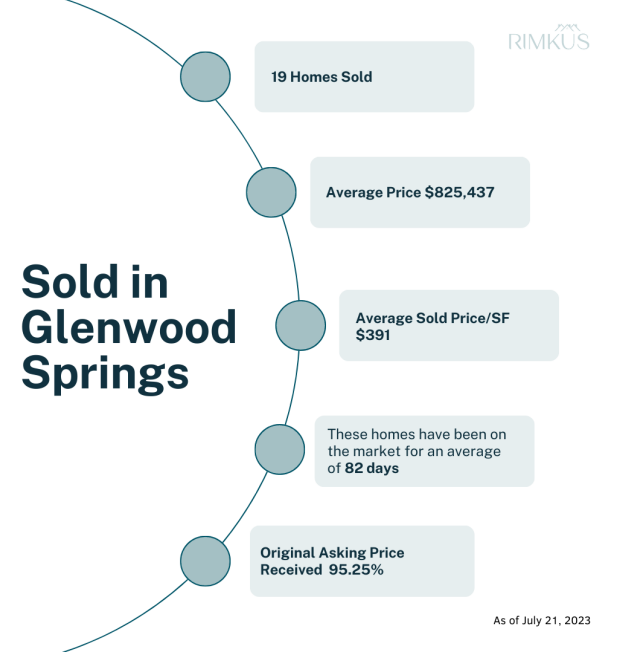 RIMKUS
19 Homes Sold
Average Price $825,437
Sold in
Glenwood
Springs
Average Sold Price/SF
$391
These homes have been on
the market for an average
of 82 days
Original Asking Price
Received 95.25%
As of July 21, 2023